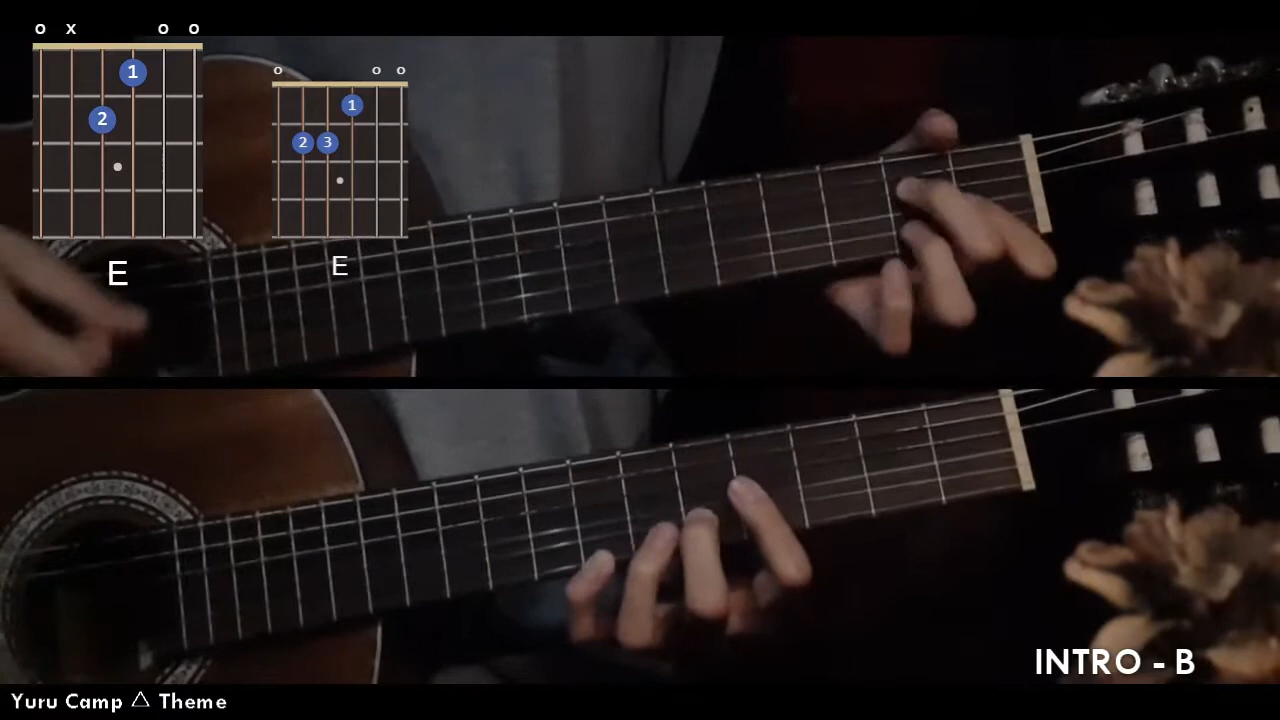 o x o o
o o o
1
1
2
2 3
E
E
INTRO - B
Yuru Camp △ Theme